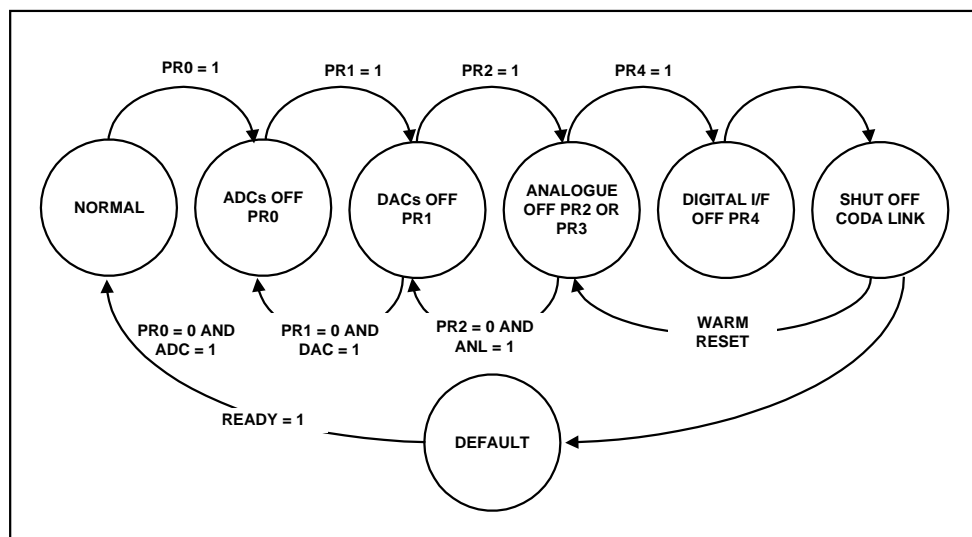 PR0 = 1
PR1 = 1
PR2 = 1
PR4 = 1
NORMAL
ADCs OFF
PR0
DACs OFF
PR1
ANALOGUE
OFF PR2 OR
PR3
DIGITAL I/F
OFF PR4
SHUT OFF
CODA LINK
PR0 = 0 AND
ADC = 1
PR1 = 0 AND
DAC = 1
PR2 = 0 AND
ANL = 1
WARM
RESET
READY = 1
DEFAULT